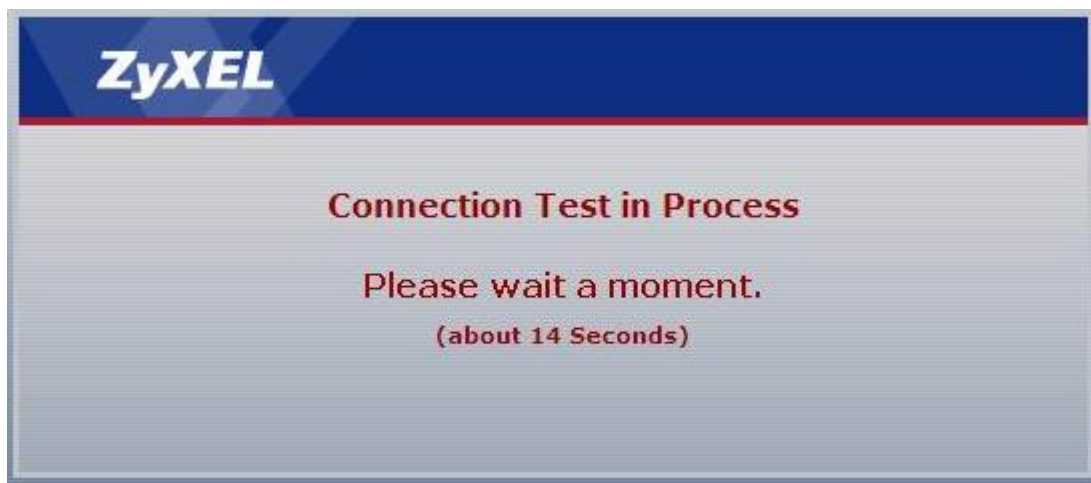 ZyXEL
Connection Test in Process
Please wait a moment.
(about 14 Seconds)